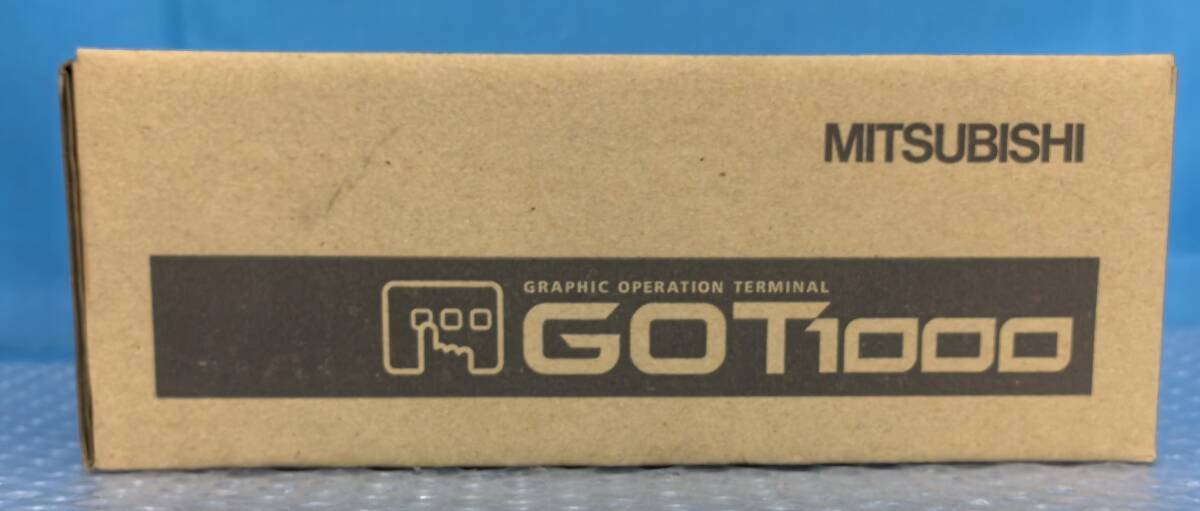 MITSUBISHI
GRAPHIC OPERATION TERMINAL
GOT1000